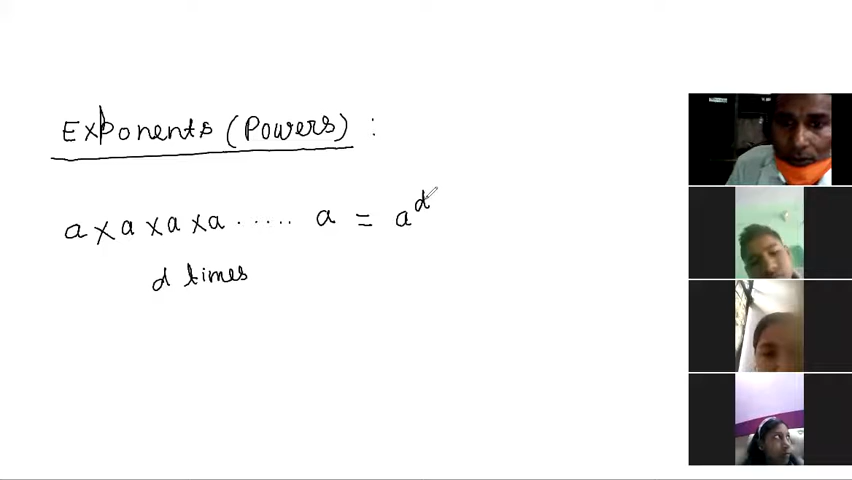 Exponents (Powers) :
a × a × a × a ..... a = a^d
d times